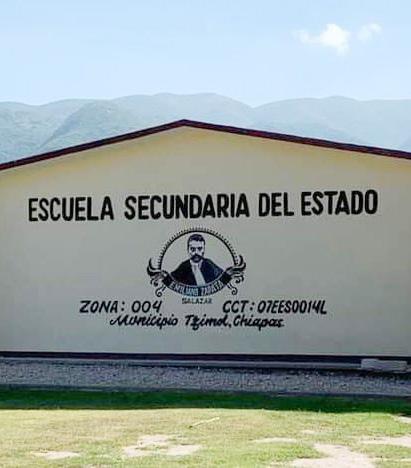 ESCUELA SECUNDARIA DEL ESTADO
EMILIANO ZAPATA
SALAZAR
ZONA: 004 CCT: 07EES0014L
Municipio Tzimol, Chiapas.